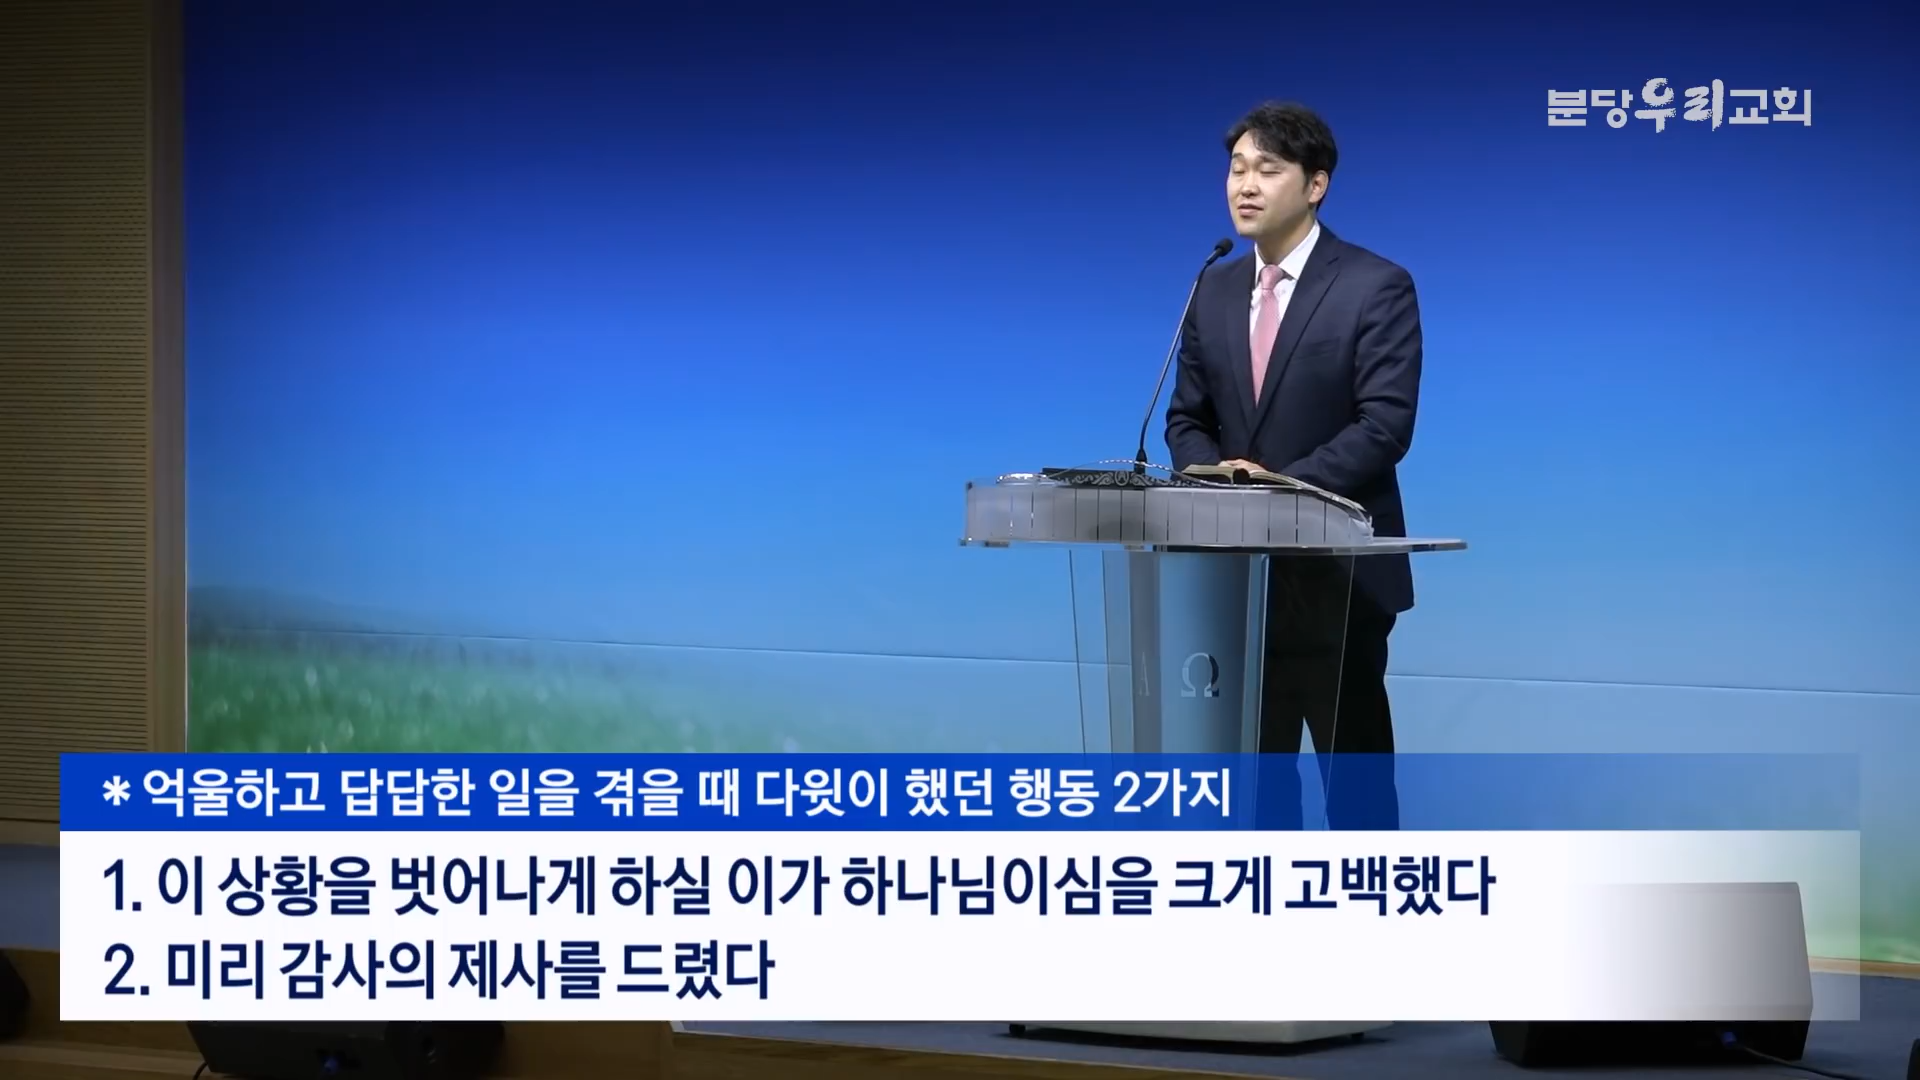 분당우리교회
Α Ω
* 억울하고 답답한 일을 겪을 때 다윗이 했던 행동 2가지
1. 이 상황을 벗어나게 하실 이가 하나님이심을 크게 고백했다
2. 미리 감사의 제사를 드렸다